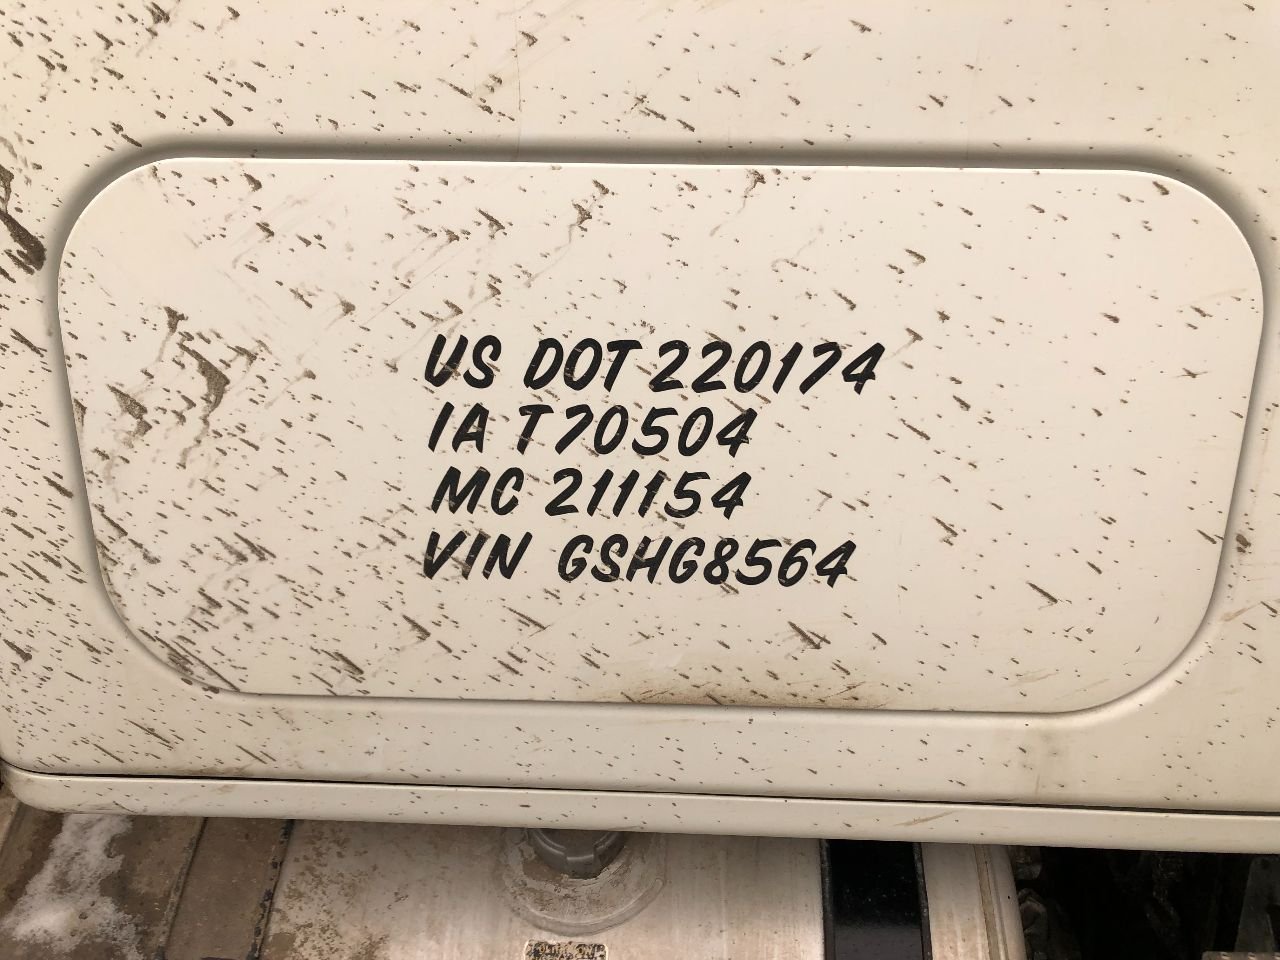 US DOT 220174
IA T70504
MC 211154
VIN GSHG8564